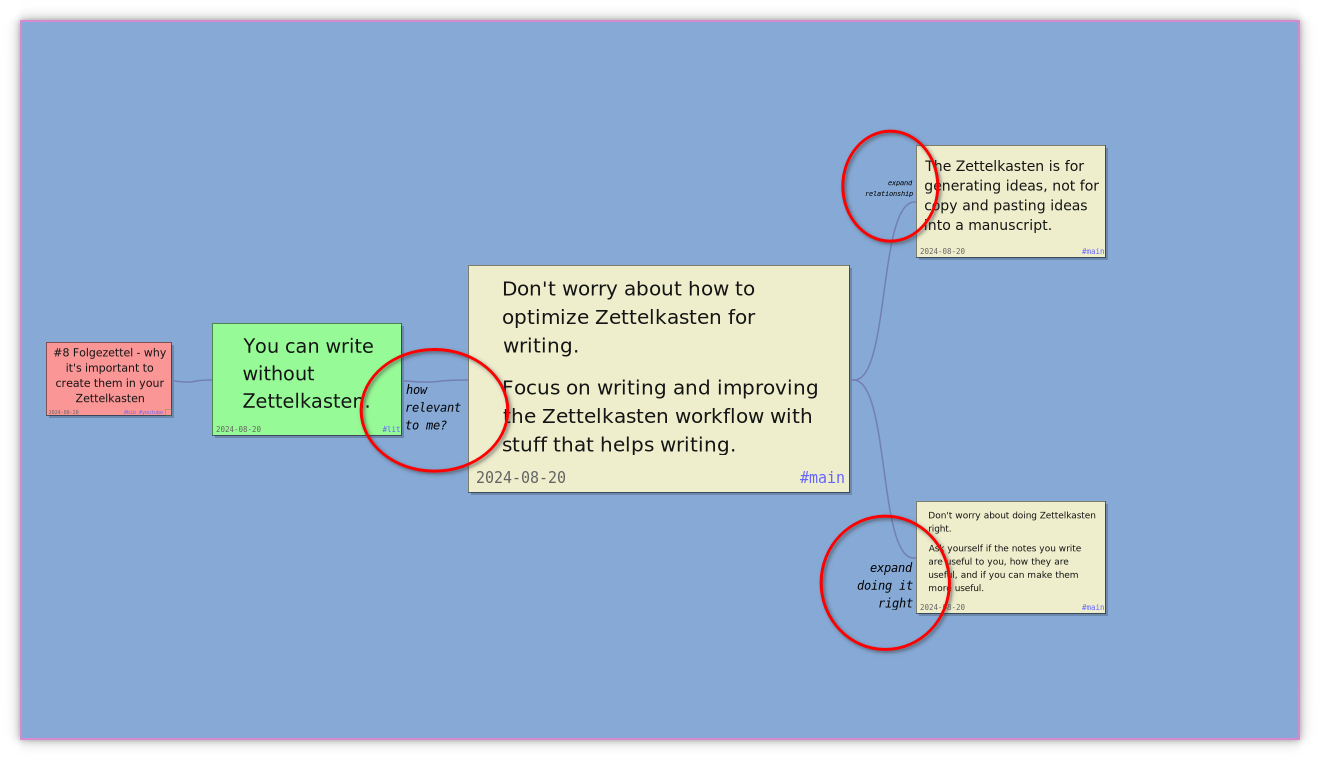 #8 Folgezettel - why
it's important to
create them in your
Zettelkasten
2024-08-20
You can write
without
Zettelkasten.
2024-08-20 #lit
how
relevant
to me?
Don't worry about how to
optimize Zettelkasten for
writing.
Focus on writing and improving
the Zettelkasten workflow with
stuff that helps writing.
2024-08-20 #main
expand
relationship
The Zettelkasten is for
generating ideas, not for
copy and pasting ideas
into a manuscript.
2024-08-20 #main
expand
doing it
right
Don't worry about doing Zettelkasten
right.
Ask yourself if the notes you write
are useful to you, how they are
useful, and if you can make them
more useful.
2024-08-20 #main